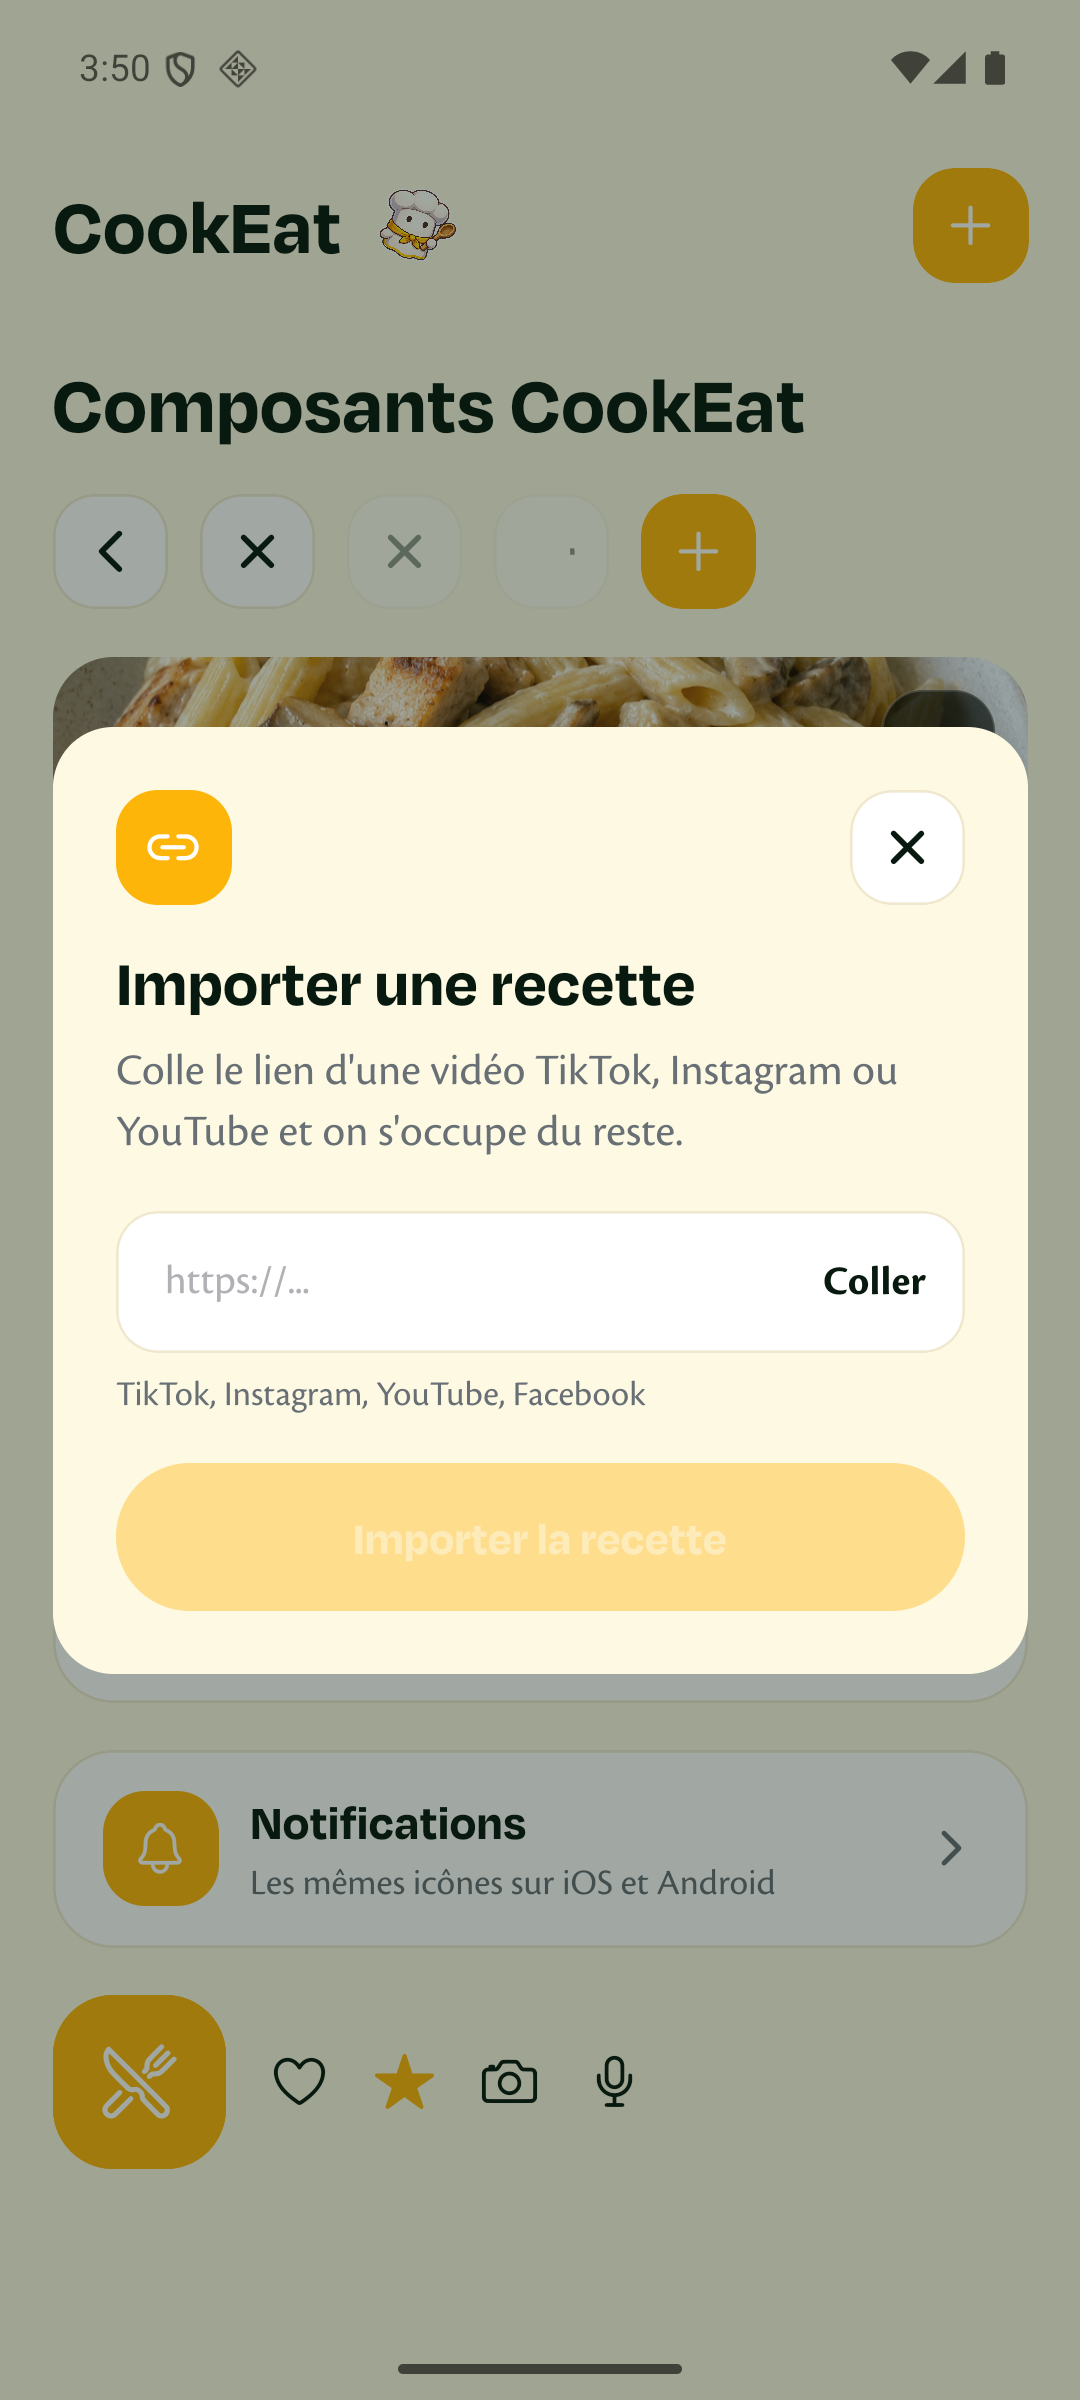 3:50
CookEat
Composants CookEat
Importer une recette
Colle le lien d'une vidéo TikTok, Instagram ou
YouTube et on s'occupe du reste.
https://...
Coller
TikTok, Instagram, YouTube, Facebook
Importer la recette
Notifications
Les mêmes icônes sur iOS et Android